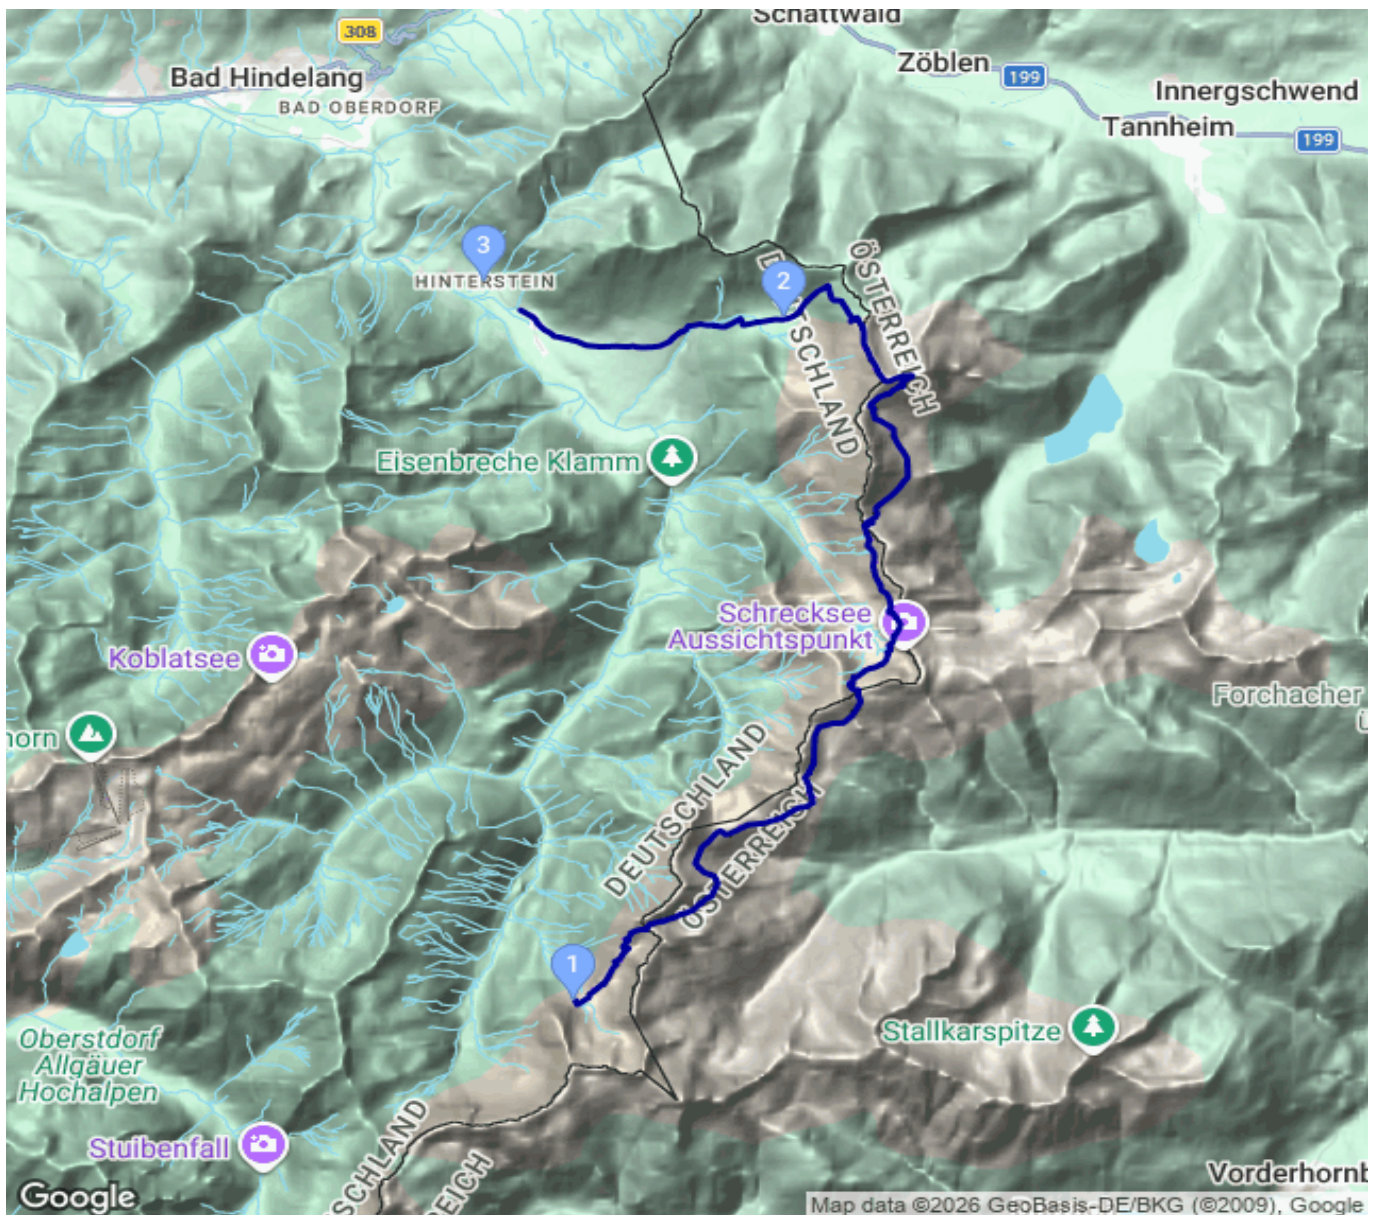 Schattwald
308
Zöblen
199
Bad Hindelang
Innergschwend
BAD OBERDORF
Tannheim
199
3
HINTERSTEIN
2
ÖSTERREICH
DEUTSCHLAND
Eisenbreche Klamm
Schrecksee
Aussichtspunkt
Koblatsee
Forchacher
horn
DEUTSCHLAND
ÖSTERREICH
1
Oberstdorf
Allgäuer
Hochalpen
Stallkarspitze
Stuibenfall
SCHLAND
REICH
Vorderhornb
Google
Map data ©2026 GeoBasis-DE/BKG (©2009), Google